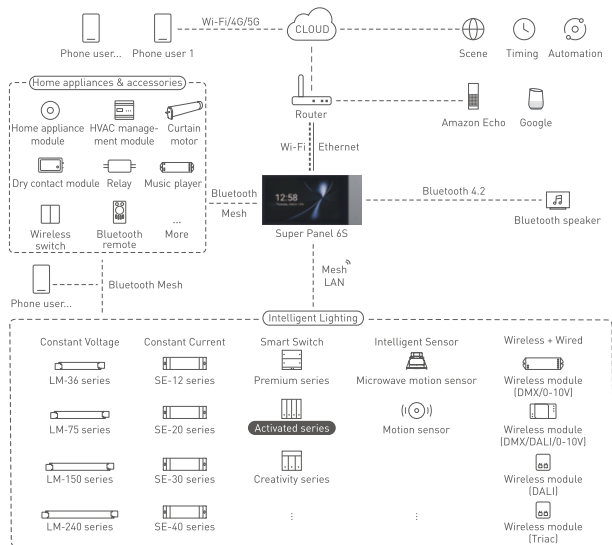 Wi-Fi/4G/5G
CLOUD
Phone user...
Phone user 1
Scene
Timing
Automation
Home appliances & accessories
Router
Amazon Echo
Google
Home appliance
module
HVAC manage-
ment module
Curtain
motor
Wi-Fi
Ethernet
Dry contact module
Relay
Music player
Bluetooth
Mesh
12:58
Super Panel 6S
Bluetooth 4.2
Bluetooth speaker
Wireless
switch
Bluetooth
remote
...
More
Mesh
LAN
Phone user...
Bluetooth Mesh
Intelligent Lighting
Constant Voltage
Constant Current
Smart Switch
Intelligent Sensor
Wireless + Wired
LM-36 series
SE-12 series
Premium series
Microwave motion sensor
Wireless module
(DMX/0-10V)
LM-75 series
SE-20 series
Activated series
Motion sensor
Wireless module
(DMX/DALI/0-10V)
LM-150 series
SE-30 series
Creativity series
Wireless module
(DALI)
LM-240 series
SE-40 series
⋮
⋮
Wireless module
(Triac)